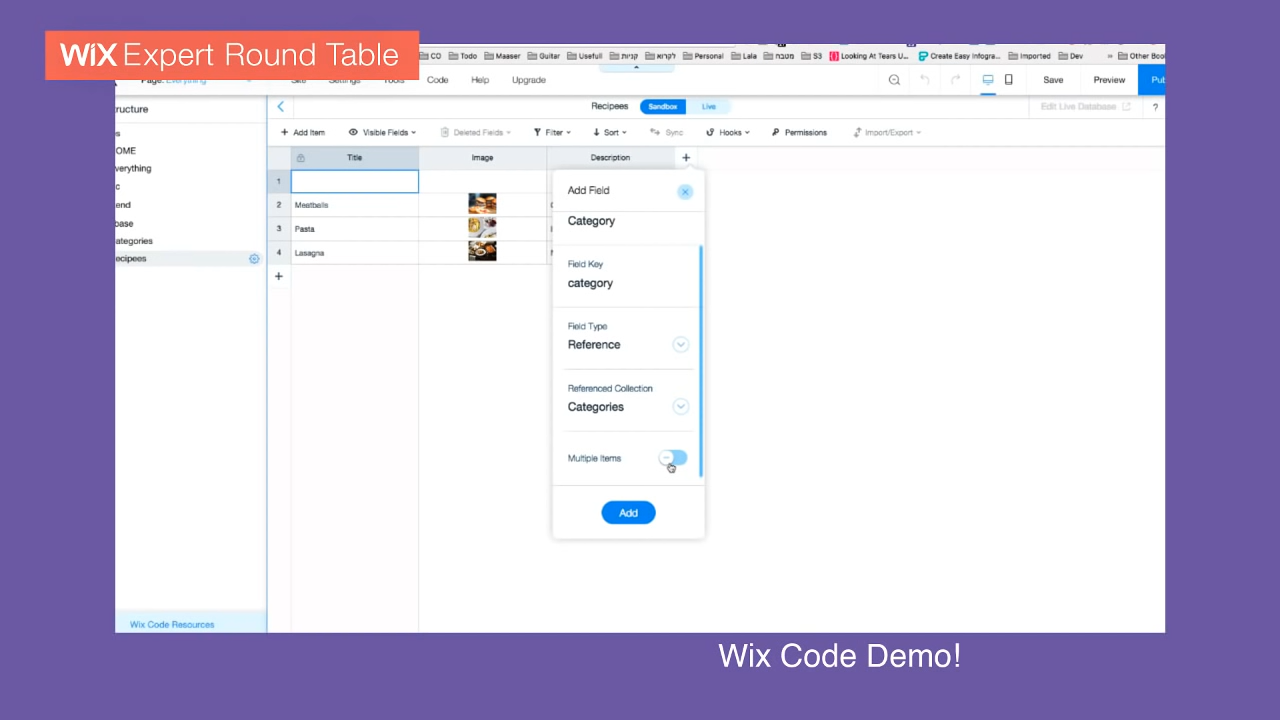 WIX Expert Round Table
CO Todo Maaser Guitar Usefull קניות לקרוא Personal Lala מטבח S3 Looking At Tears U... Create Easy Infogra... » Imported Dev Other Boo
Page: Everything Site Settings Tools Code Help Upgrade Save Preview Pub
ructure
Recipees Sandbox Live Edit Live Database ?
+ Add Item Visible Fields Deleted Fields Filter Sort Sync Hooks Permissions Import/Export
OME
verything
c
end
base
ategories
ecipees
Title Image Description +
1
2 Meatballs
3 Pasta
4 Lasagna
+
Add Field
Category
Field Key
category
Field Type
Reference
Referenced Collection
Categories
Multiple Items
Add
Wix Code Resources
Wix Code Demo!